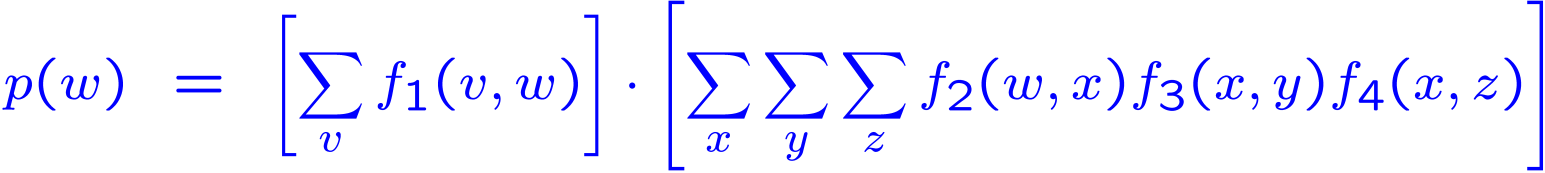 p(w) = [∑_v f_1(v, w)] · [∑_x ∑_y ∑_z f_2(w, x) f_3(x, y) f_4(x, z)]